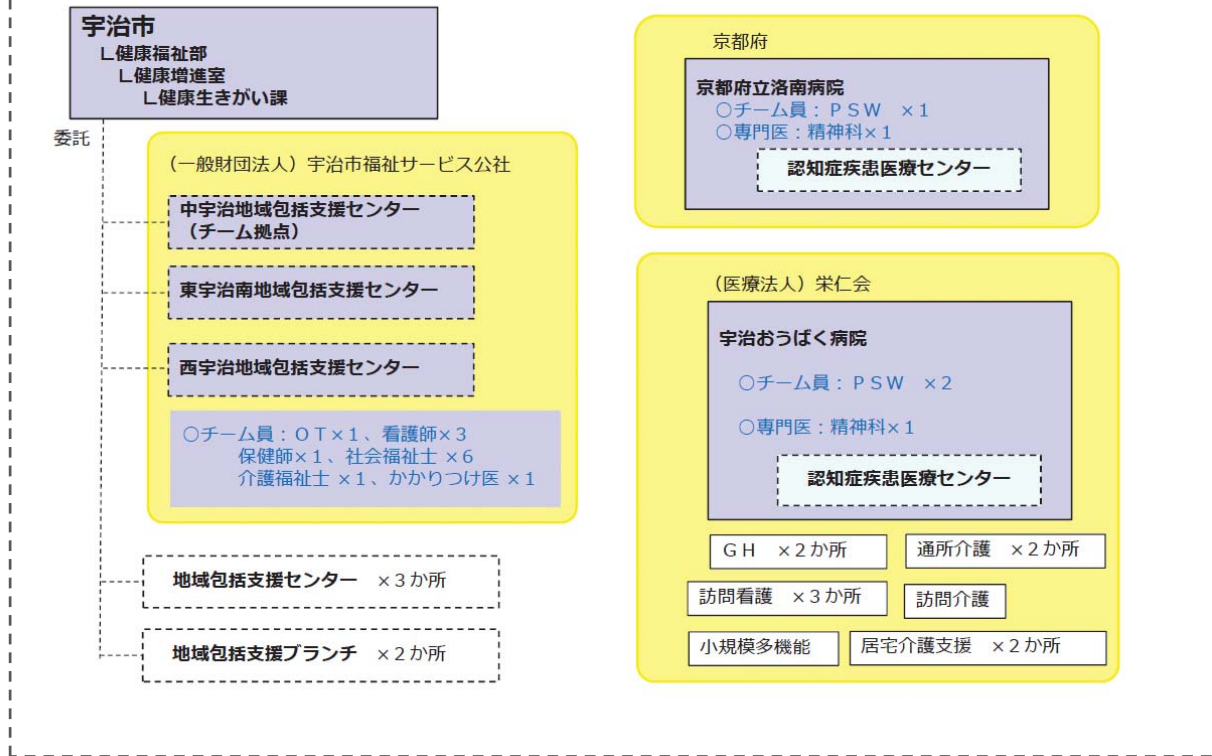 宇治市
∟健康福祉部
∟健康増進室
∟健康生きがい課
委託
(一般財団法人)宇治市福祉サービス公社
中宇治地域包括支援センター
(チーム拠点)
東宇治南地域包括支援センター
西宇治地域包括支援センター
○チーム員:OT×1、看護師×3
保健師×1、社会福祉士 ×6
介護福祉士 ×1、かかりつけ医 ×1
地域包括支援センター ×3か所
地域包括支援ブランチ ×2か所
京都府
京都府立洛南病院
○チーム員:PSW ×1
○専門医:精神科×1
認知症疾患医療センター
(医療法人)栄仁会
宇治おうばく病院
○チーム員:PSW ×2
○専門医:精神科×1
認知症疾患医療センター
GH ×2か所
通所介護 ×2か所
訪問看護 ×3か所
訪問介護
小規模多機能
居宅介護支援 ×2か所